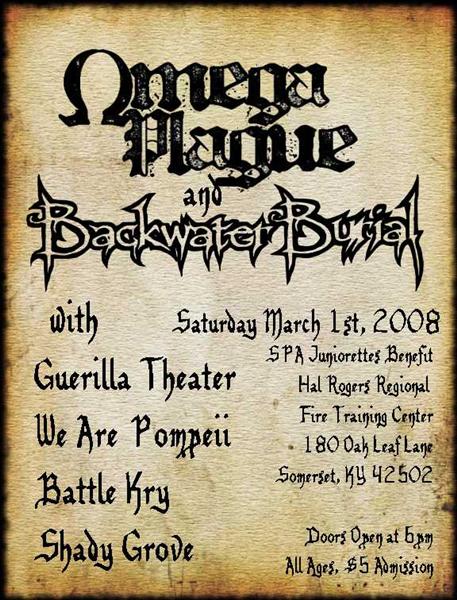 Ωmega
Plague
and
Backwater Burial
with
Guerilla Theater
We Are Pompeii
Battle Kry
Shady Grove
Saturday March 1st, 2008
SPA Juniorettes Benefit
Hal Rogers Regional
Fire Training Center
180 Oak Leaf Lane
Somerset, KY 42502
Doors Open at 6pm
All Ages, $5 Admission